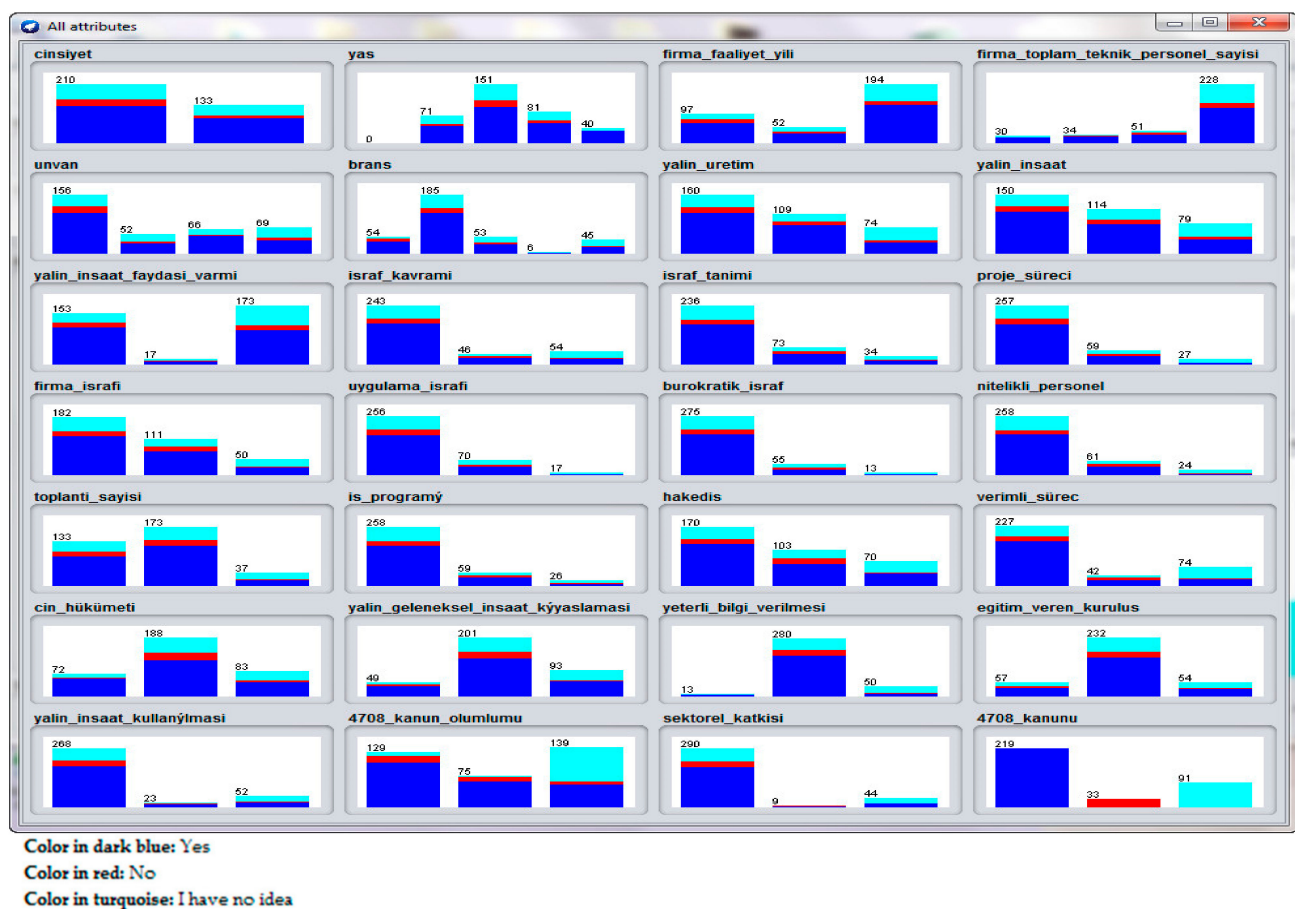 All attributes
cinsiyet yas firma_faaliyet_yili firma_toplam_teknik_personel_sayisi
210 133
0 71 151 81 40
97 52 194
30 34 51 228
unvan brans yalin_uretim yalin_insaat
156 52 66 69
54 185 53 6 45
160 109 74
150 114 79
yalin_insaat_faydasi_varmi israf_kavrami israf_tanimi proje_süreci
153 17 173
243 46 54
236 73 34
257 59 27
firma_israfi uygulama_israfi burokratik_israf nitelikli_personel
182 111 50
256 70 17
275 55 13
258 61 24
toplanti_sayisi is_programý hakedis verimli_sürec
133 173 37
258 59 26
170 103 70
227 42 74
cin_hükümeti yalin_geleneksel_insaat_kýyaslamasi yeterli_bilgi_verilmesi egitim_veren_kurulus
72 188 83
49 201 93
13 280 50
57 232 54
yalin_insaat_kullanýlmasi 4708_kanun_olumlumu sektorel_katkisi 4708_kanunu
268 23 52
129 75 139
290 9 44
219 33 91
Color in dark blue: Yes
Color in red: No
Color in turquoise: I have no idea